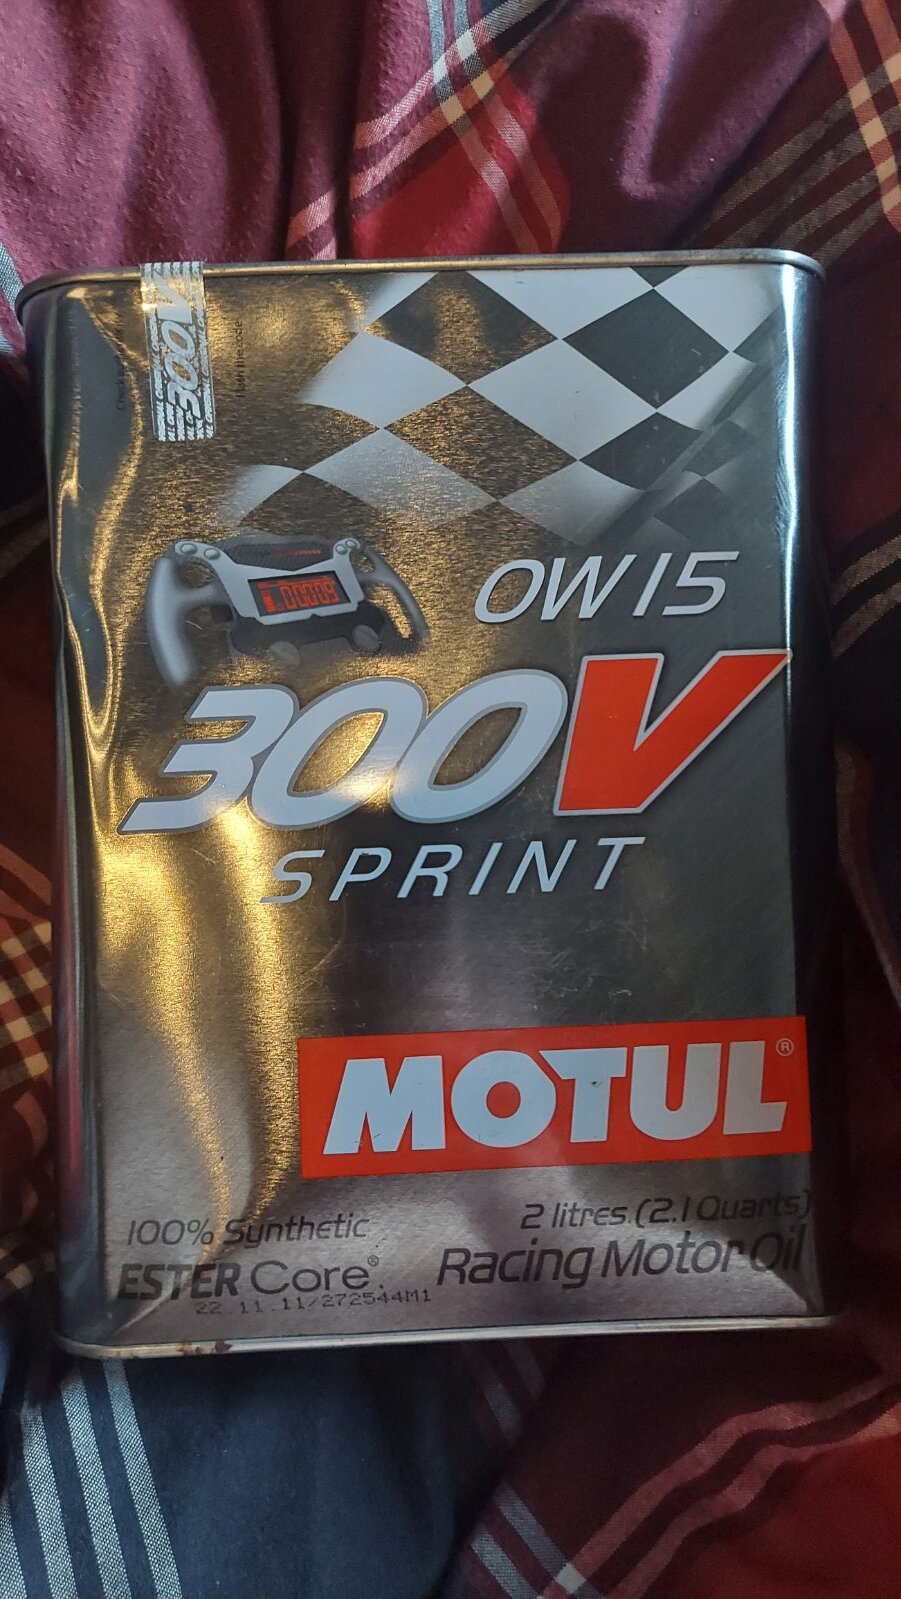 300V
0W15
300V
SPRINT
MOTUL®
100% Synthetic
ESTER Core®
2 litres (2.1 Quarts)
Racing Motor Oil
22.11.11/272544M1